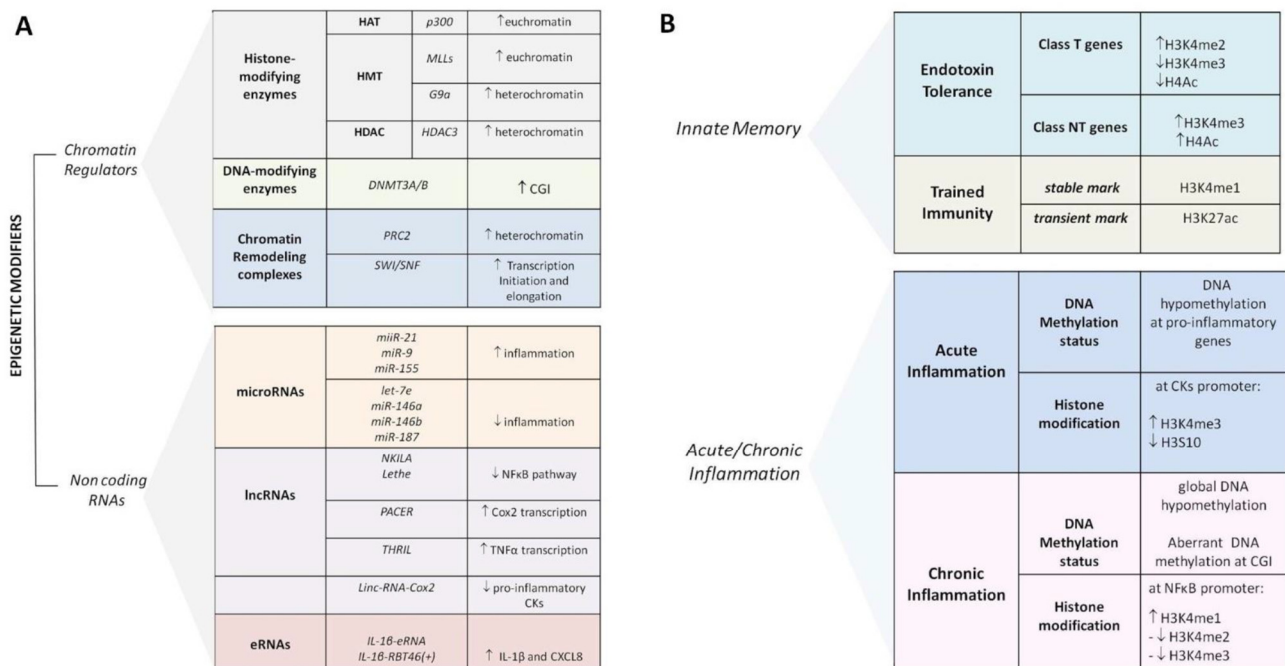 A
EPIGENETIC MODIFIERS
Chromatin
Regulators
Histone-
modifying
enzymes
HAT
p300
↑euchromatin
HMT
MLLs
↑ euchromatin
G9a
↑ heterochromatin
HDAC
HDAC3
↑ heterochromatin
DNA-modifying
enzymes
DNMT3A/B
↑ CGI
Chromatin
Remodeling
complexes
PRC2
↑ heterochromatin
SWI/SNF
↑ Transcription
Initiation and
elongation
Non coding
RNAs
microRNAs
miiR-21
miR-9
miR-155
↑ inflammation
let-7e
miR-146a
miR-146b
miR-187
↓ inflammation
lncRNAs
NKILA
Lethe
↓ NFκB pathway
PACER
↑ Cox2 transcription
THRIL
↑ TNFα transcription
Linc-RNA-Cox2
↓ pro-inflammatory
CKs
eRNAs
IL-1β-eRNA
IL-1β-RBT46(+)
↑ IL-1β and CXCL8
B
Innate Memory
Endotoxin
Tolerance
Class T genes
↑H3K4me2
↓H3K4me3
↓H4Ac
Class NT genes
↑H3K4me3
↑H4Ac
Trained
Immunity
stable mark
H3K4me1
transient mark
H3K27ac
Acute/Chronic
Inflammation
Acute
Inflammation
DNA
Methylation
status
DNA
hypomethylation
at pro-inflammatory
genes
Histone
modification
at CKs promoter:
↑ H3K4me3
↓ H3S10
Chronic
Inflammation
DNA
Methylation
status
global DNA
hypomethylation
Aberrant DNA
methylation at CGI
Histone
modification
at NFκB promoter:
↑ H3K4me1
- ↓ H3K4me2
- ↓ H3K4me3